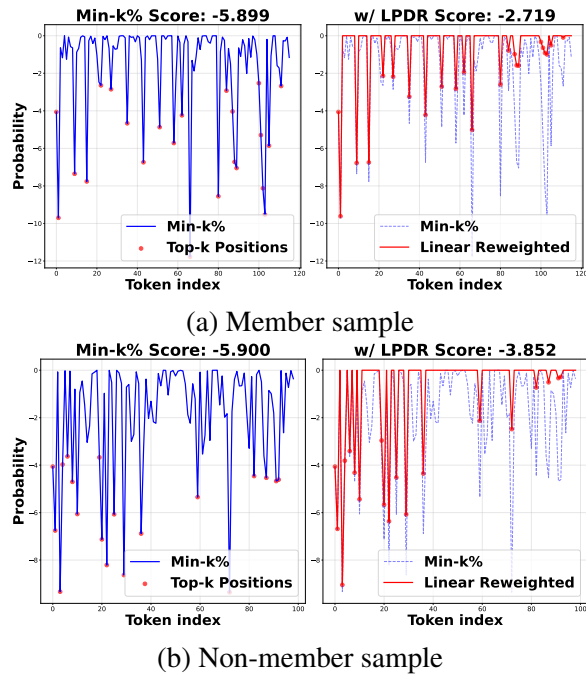 Min-k% Score: -5.899
w/ LPDR Score: -2.719
Probability
0
−2
−4
−6
−8
−10
−12
Min-k%
Top-k Positions
0 20 40 60 80 100 120
Token index
0
−2
−4
−6
−8
−10
−12
Min-k%
Linear Reweighted
0 20 40 60 80 100 120
Token index
(a) Member sample
Min-k% Score: -5.900
w/ LPDR Score: -3.852
Probability
0
−2
−4
−6
−8
Min-k%
Top-k Positions
0 20 40 60 80 100
Token index
0
−2
−4
−6
−8
Min-k%
Linear Reweighted
0 20 40 60 80 100
Token index
(b) Non-member sample